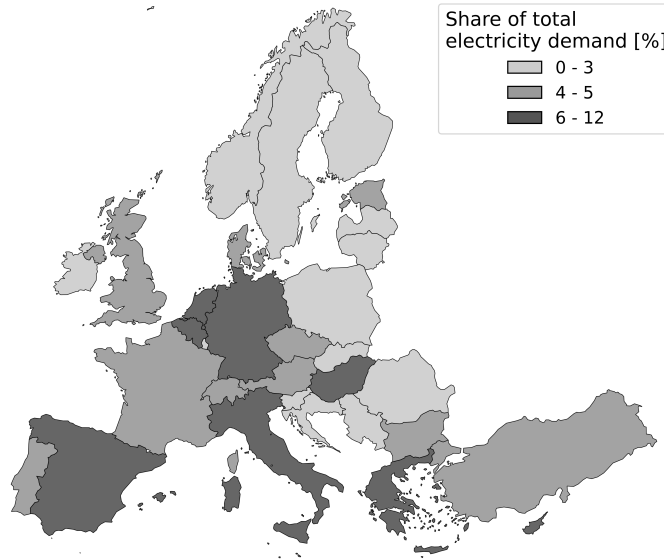 Share of total
electricity demand [%]
0 - 3
4 - 5
6 - 12